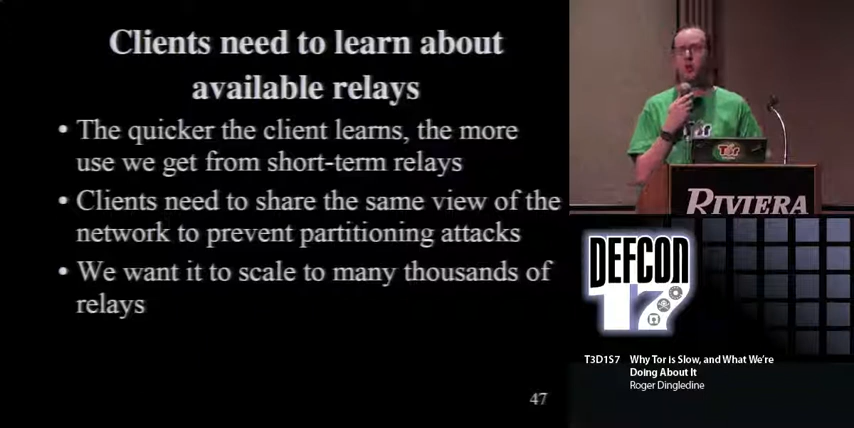 Clients need to learn about
available relays
• The quicker the client learns, the more
use we get from short-term relays
• Clients need to share the same view of the
network to prevent partitioning attacks
• We want it to scale to many thousands of
relays
47
Tor
RIVIERA
DEFCON
17
T3D1S7 Why Tor is Slow, and What We're
Doing About It
Roger Dingledine